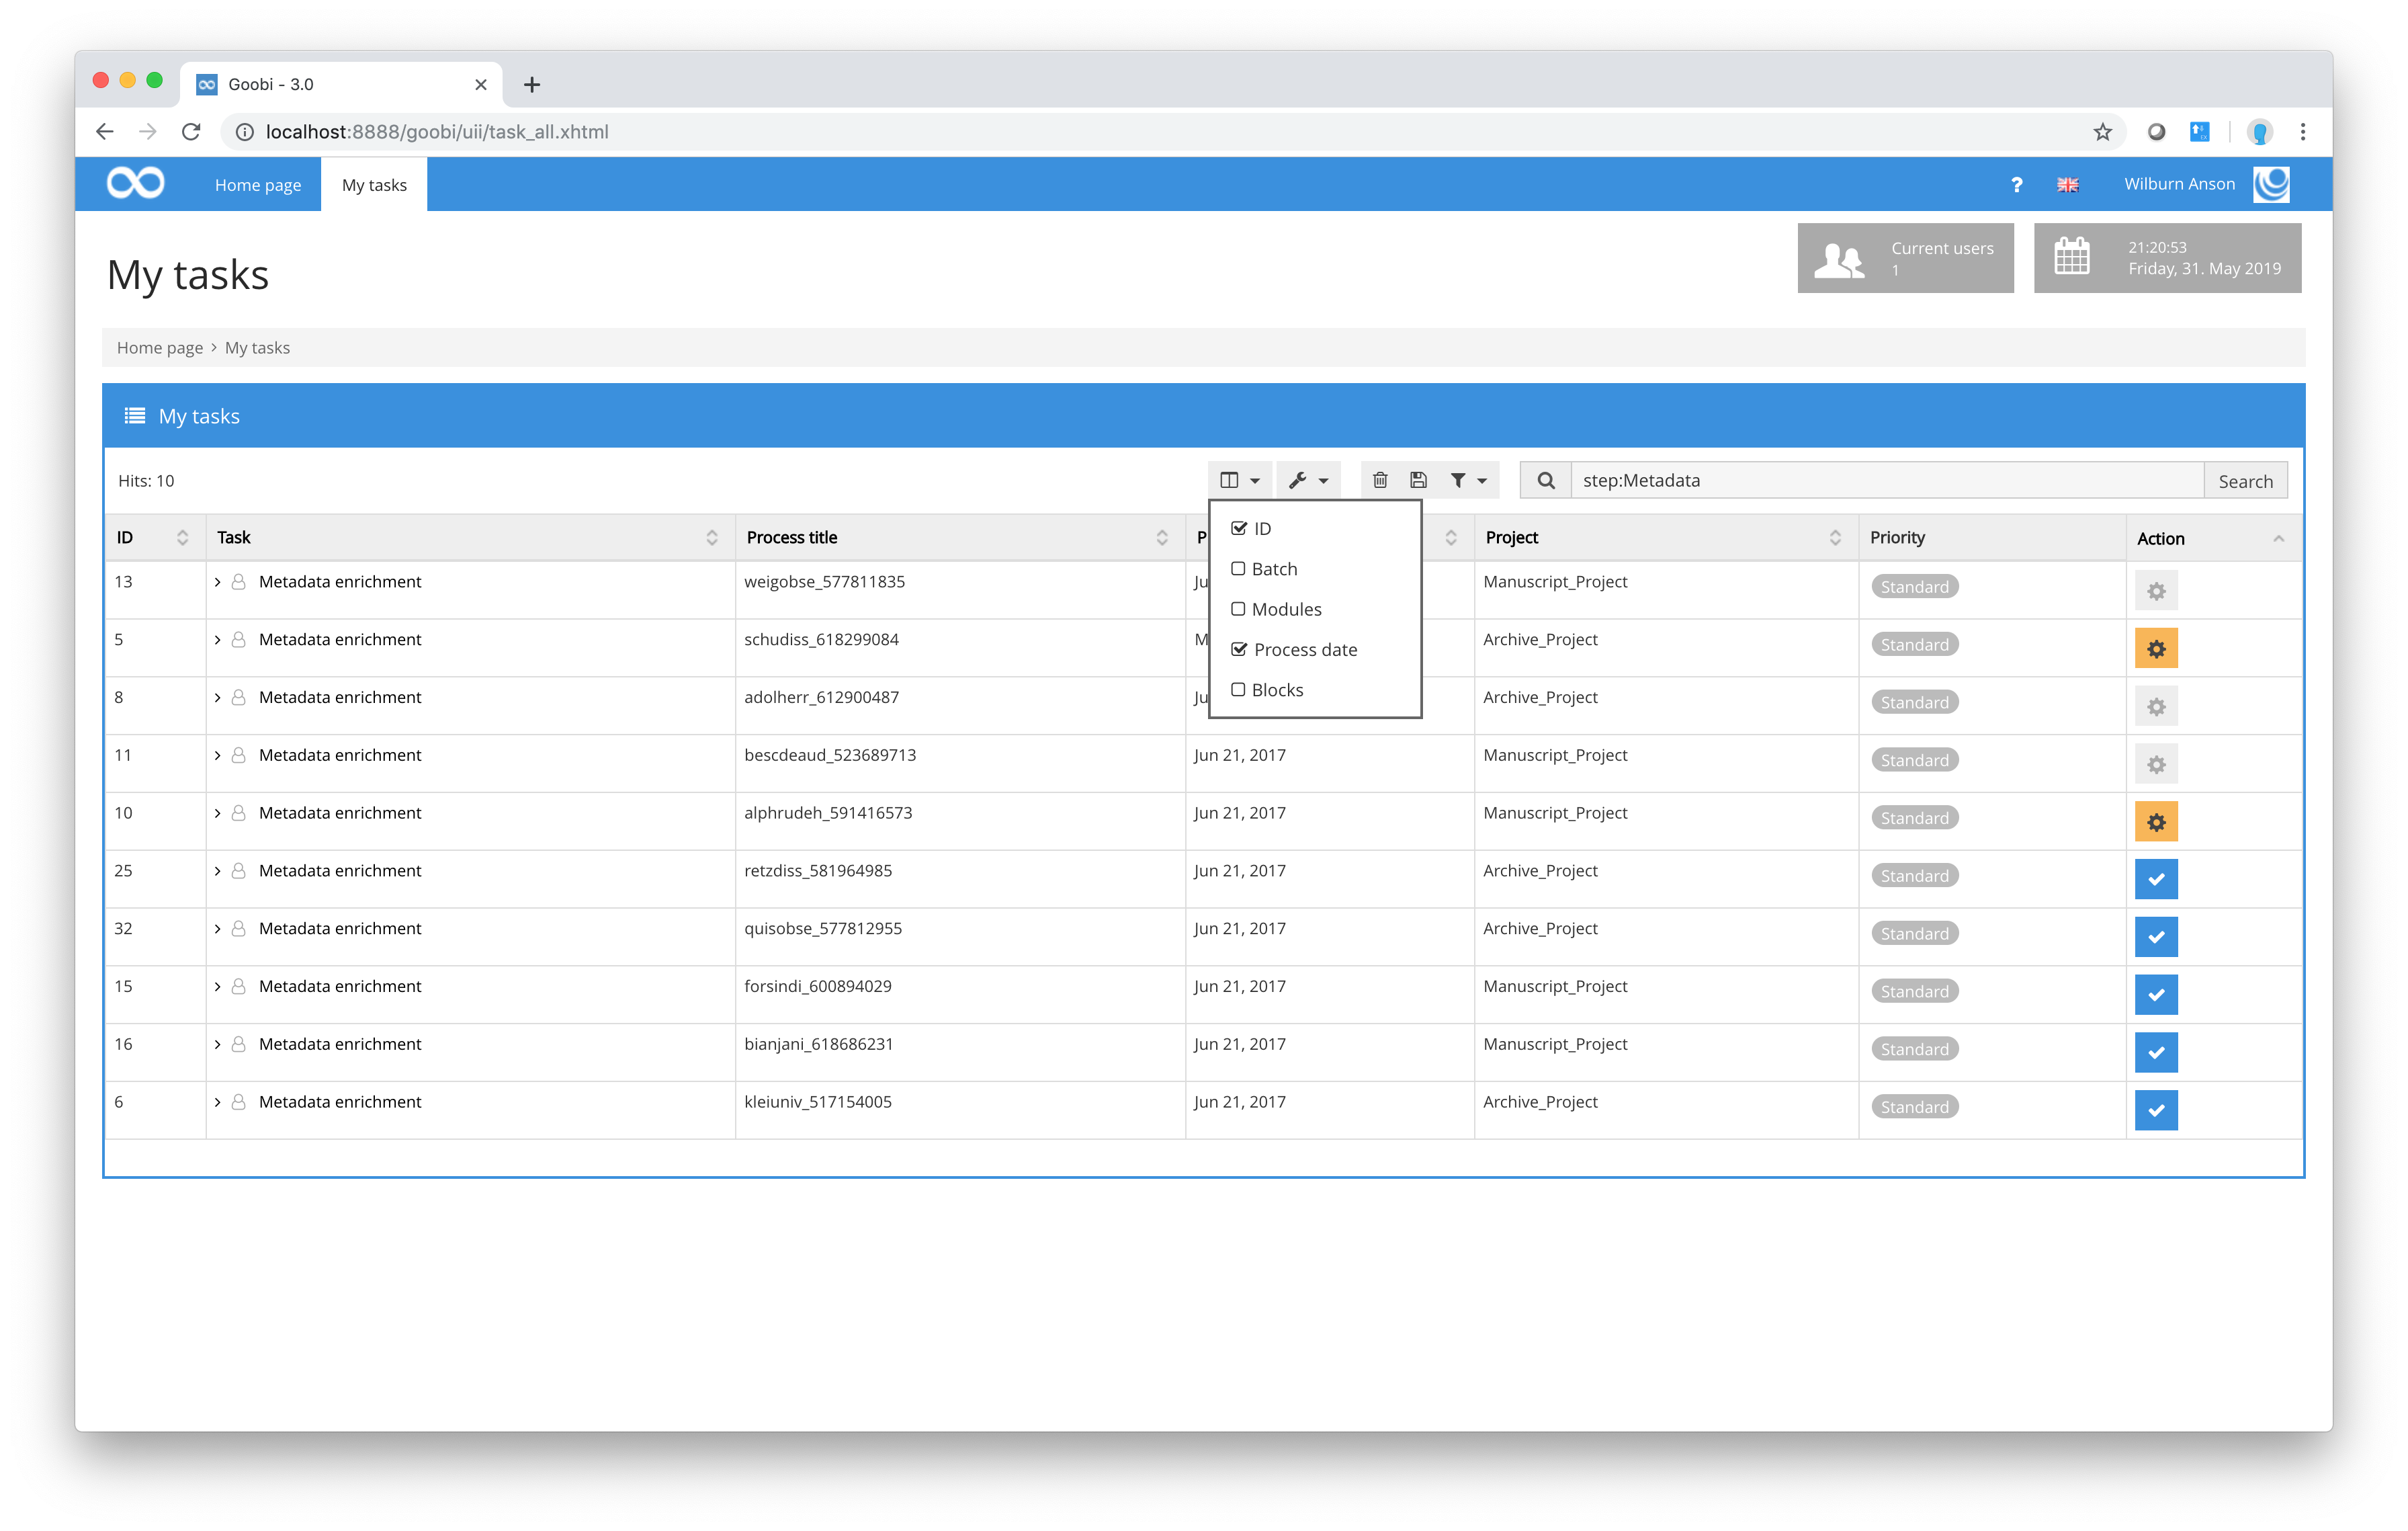 Goobi - 3.0
localhost:8888/goobi/uii/task_all.xhtml
Home page My tasks ? Wilburn Anson
My tasks
Current users
1
21:20:53
Friday, 31. May 2019
Home page > My tasks
My tasks
Hits: 10
step:Metadata Search
ID Task Process title P Project Priority Action
ID
Batch
Modules
Process date
Blocks
13 Metadata enrichment weigobse_577811835 Ju Manuscript_Project Standard
5 Metadata enrichment schudiss_618299084 M Archive_Project Standard
8 Metadata enrichment adolherr_612900487 Ju Archive_Project Standard
11 Metadata enrichment bescdeaud_523689713 Jun 21, 2017 Manuscript_Project Standard
10 Metadata enrichment alphrudeh_591416573 Jun 21, 2017 Manuscript_Project Standard
25 Metadata enrichment retzdiss_581964985 Jun 21, 2017 Archive_Project Standard
32 Metadata enrichment quisobse_577812955 Jun 21, 2017 Archive_Project Standard
15 Metadata enrichment forsindi_600894029 Jun 21, 2017 Manuscript_Project Standard
16 Metadata enrichment bianjani_618686231 Jun 21, 2017 Manuscript_Project Standard
6 Metadata enrichment kleiuniv_517154005 Jun 21, 2017 Archive_Project Standard